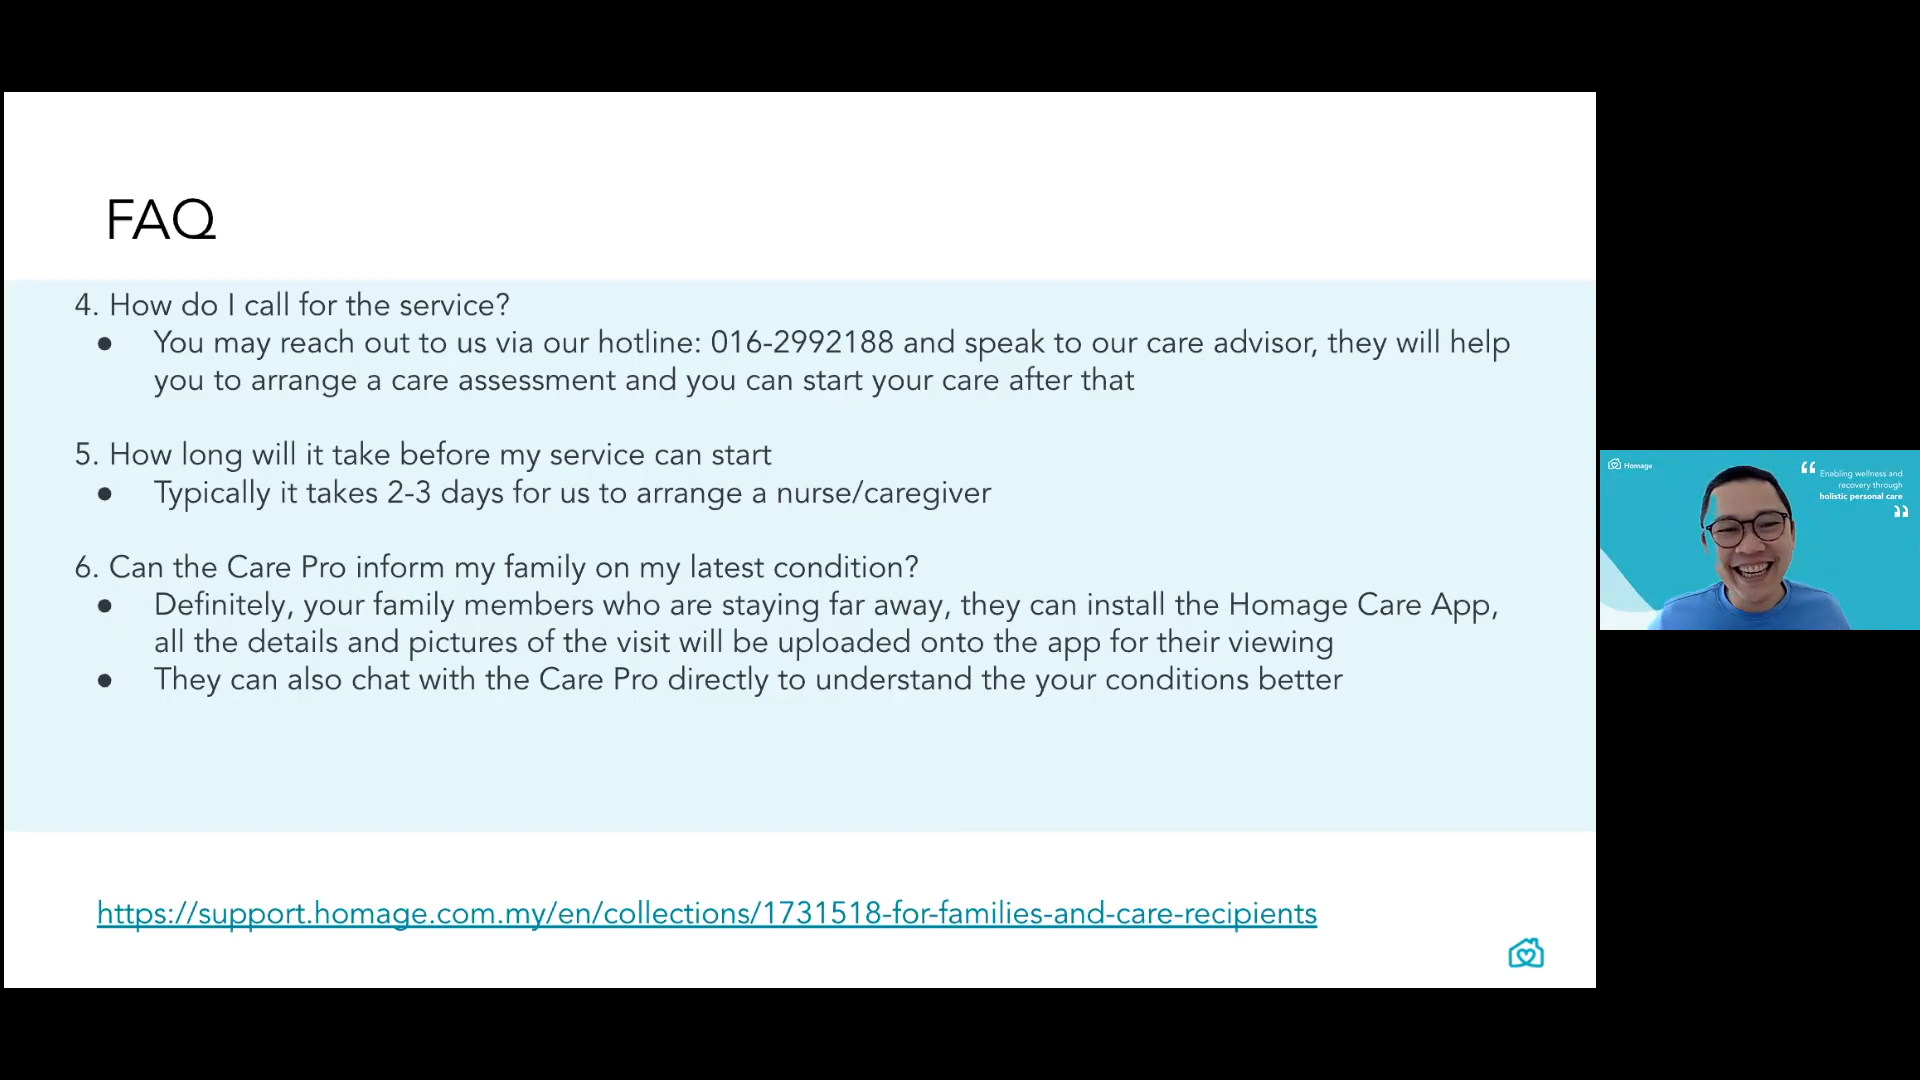 FAQ
4. How do I call for the service?
● You may reach out to us via our hotline: 016-2992188 and speak to our care advisor, they will help
you to arrange a care assessment and you can start your care after that
5. How long will it take before my service can start
● Typically it takes 2-3 days for us to arrange a nurse/caregiver
6. Can the Care Pro inform my family on my latest condition?
● Definitely, your family members who are staying far away, they can install the Homage Care App,
all the details and pictures of the visit will be uploaded onto the app for their viewing
● They can also chat with the Care Pro directly to understand the your conditions better
https://support.homage.com.my/en/collections/1731518-for-families-and-care-recipients
Homage
“ Enabling wellness and
recovery through
holistic personal care
”